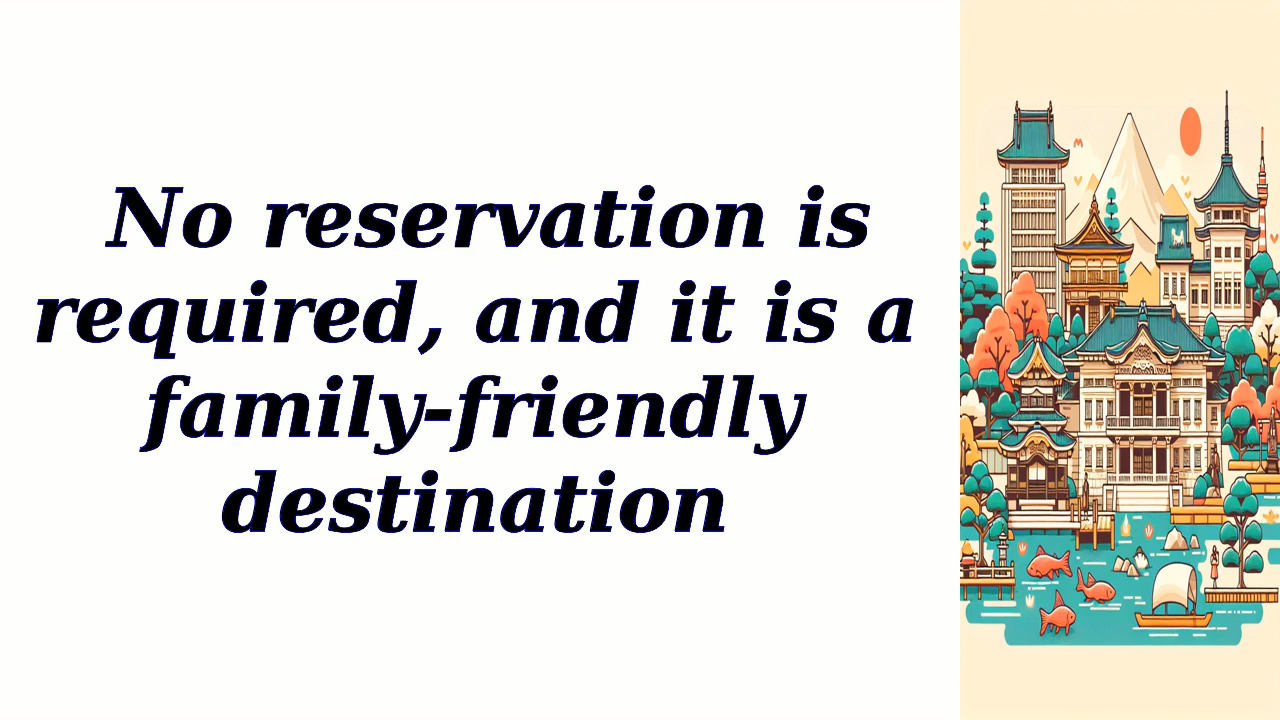 No reservation is
required, and it is a
family-friendly
destination